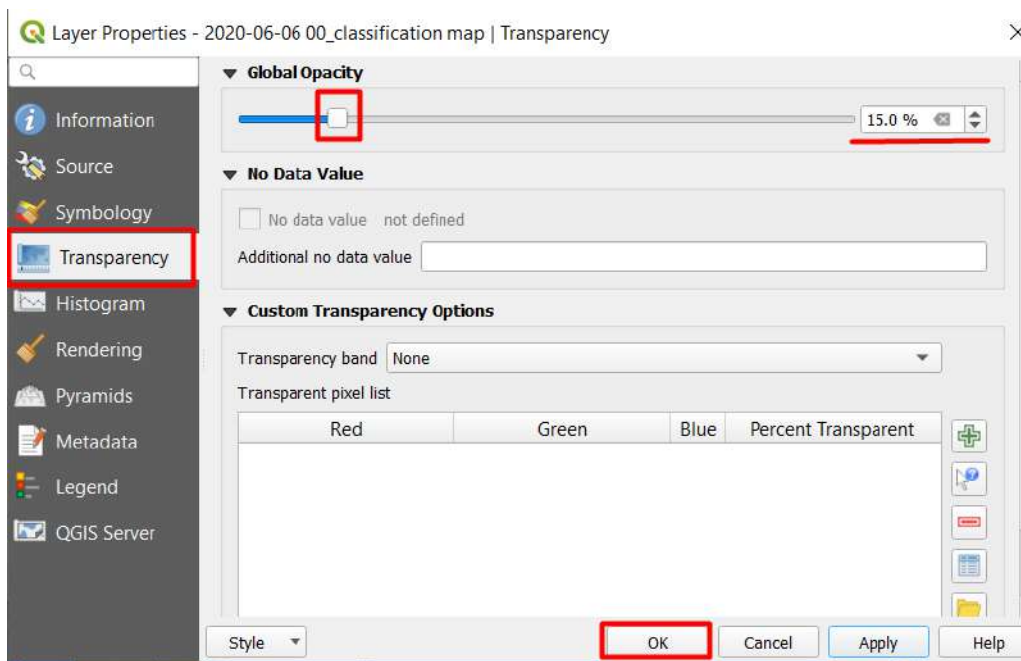 Layer Properties - 2020-06-06 00_classification map | Transparency
Information
Source
Symbology
Transparency
Histogram
Rendering
Pyramids
Metadata
Legend
QGIS Server
Global Opacity
15.0 %
No Data Value
No data value not defined
Additional no data value
Custom Transparency Options
Transparency band None
Transparent pixel list
Red Green Blue Percent Transparent
Style OK Cancel Apply Help